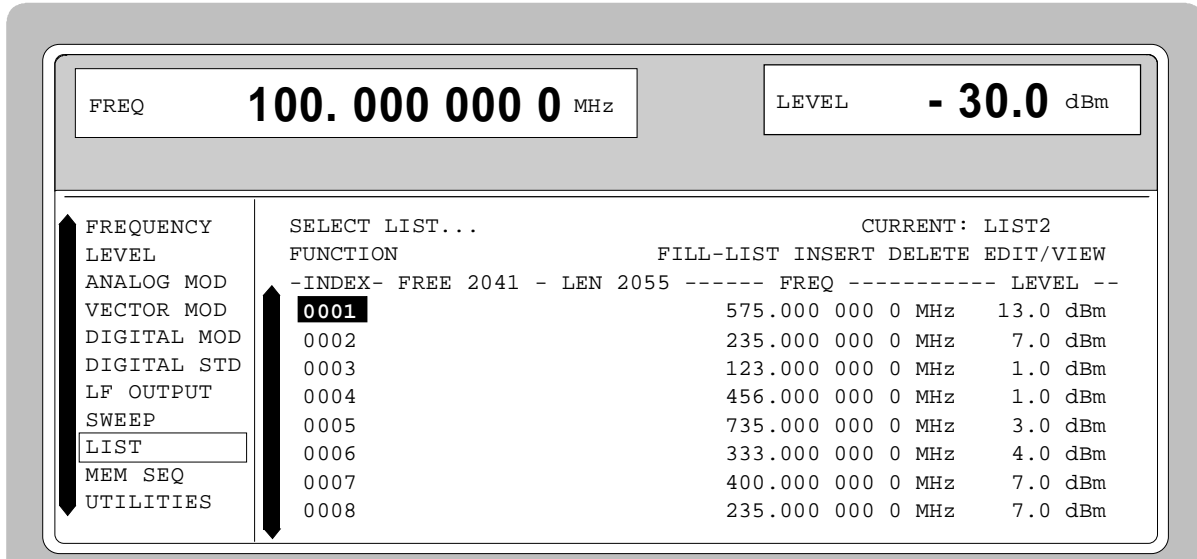 FREQ 100. 000 000 0 MHz LEVEL - 30.0 dBm
FREQUENCY
LEVEL
ANALOG MOD
VECTOR MOD
DIGITAL MOD
DIGITAL STD
LF OUTPUT
SWEEP
LIST
MEM SEQ
UTILITIES
SELECT LIST... CURRENT: LIST2
FUNCTION FILL-LIST INSERT DELETE EDIT/VIEW
-INDEX- FREE 2041 - LEN 2055 ------ FREQ ----------- LEVEL --
0001 575.000 000 0 MHz 13.0 dBm
0002 235.000 000 0 MHz 7.0 dBm
0003 123.000 000 0 MHz 1.0 dBm
0004 456.000 000 0 MHz 1.0 dBm
0005 735.000 000 0 MHz 3.0 dBm
0006 333.000 000 0 MHz 4.0 dBm
0007 400.000 000 0 MHz 7.0 dBm
0008 235.000 000 0 MHz 7.0 dBm